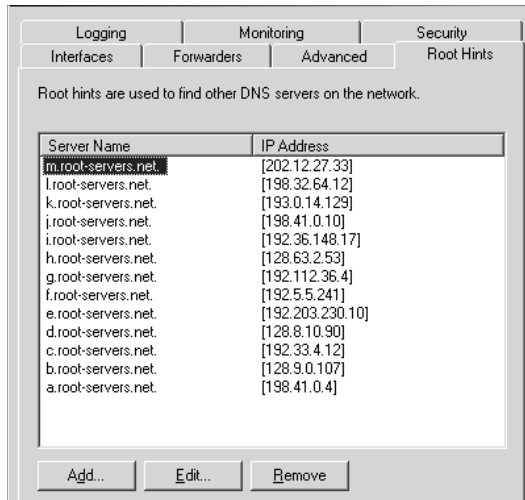 Logging Monitoring Security
Interfaces Forwarders Advanced Root Hints
Root hints are used to find other DNS servers on the network.
Server Name IP Address
m.root-servers.net. [202.12.27.33]
l.root-servers.net. [198.32.64.12]
k.root-servers.net. [193.0.14.129]
j.root-servers.net. [198.41.0.10]
i.root-servers.net. [192.36.148.17]
h.root-servers.net. [128.63.2.53]
g.root-servers.net. [192.112.36.4]
f.root-servers.net. [192.5.5.241]
e.root-servers.net. [192.203.230.10]
d.root-servers.net. [128.8.10.90]
c.root-servers.net. [192.33.4.12]
b.root-servers.net. [128.9.0.107]
a.root-servers.net. [198.41.0.4]
Add... Edit... Remove